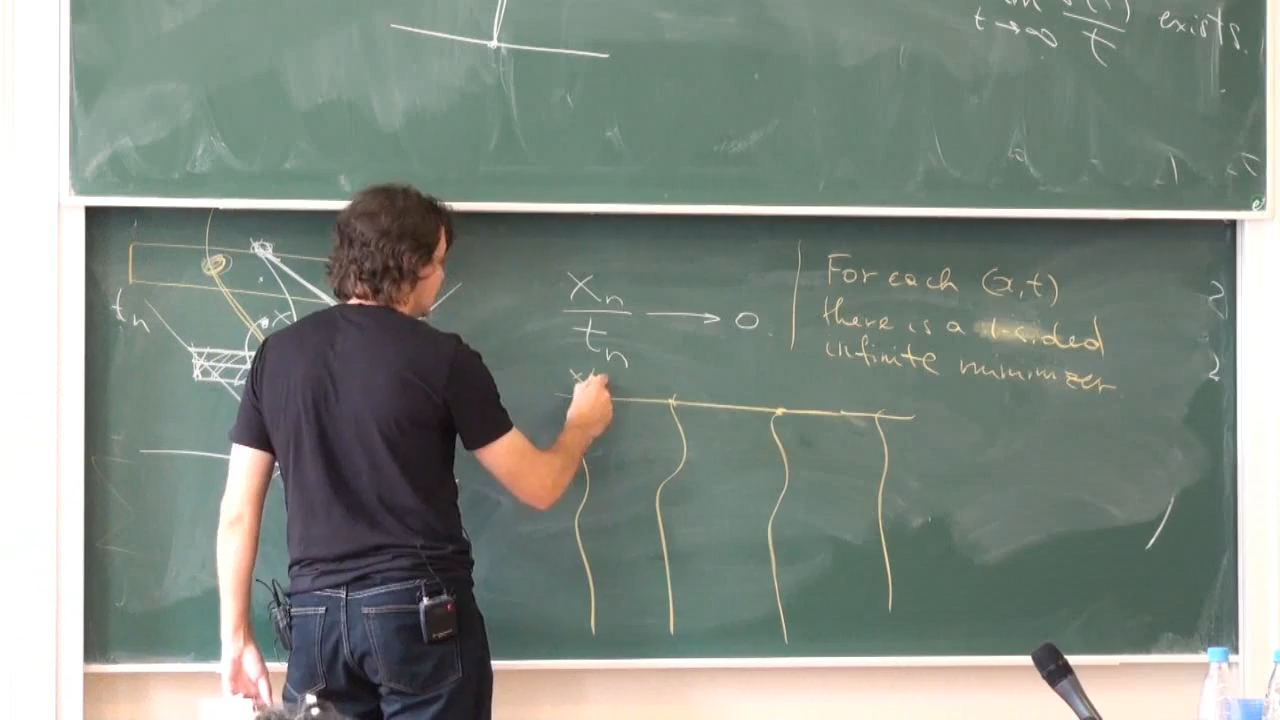 t→∞ t exists.
t_n
x
x_n
t_n → 0.
For each (x,t)
there is a 1-sided
infinite minimizer